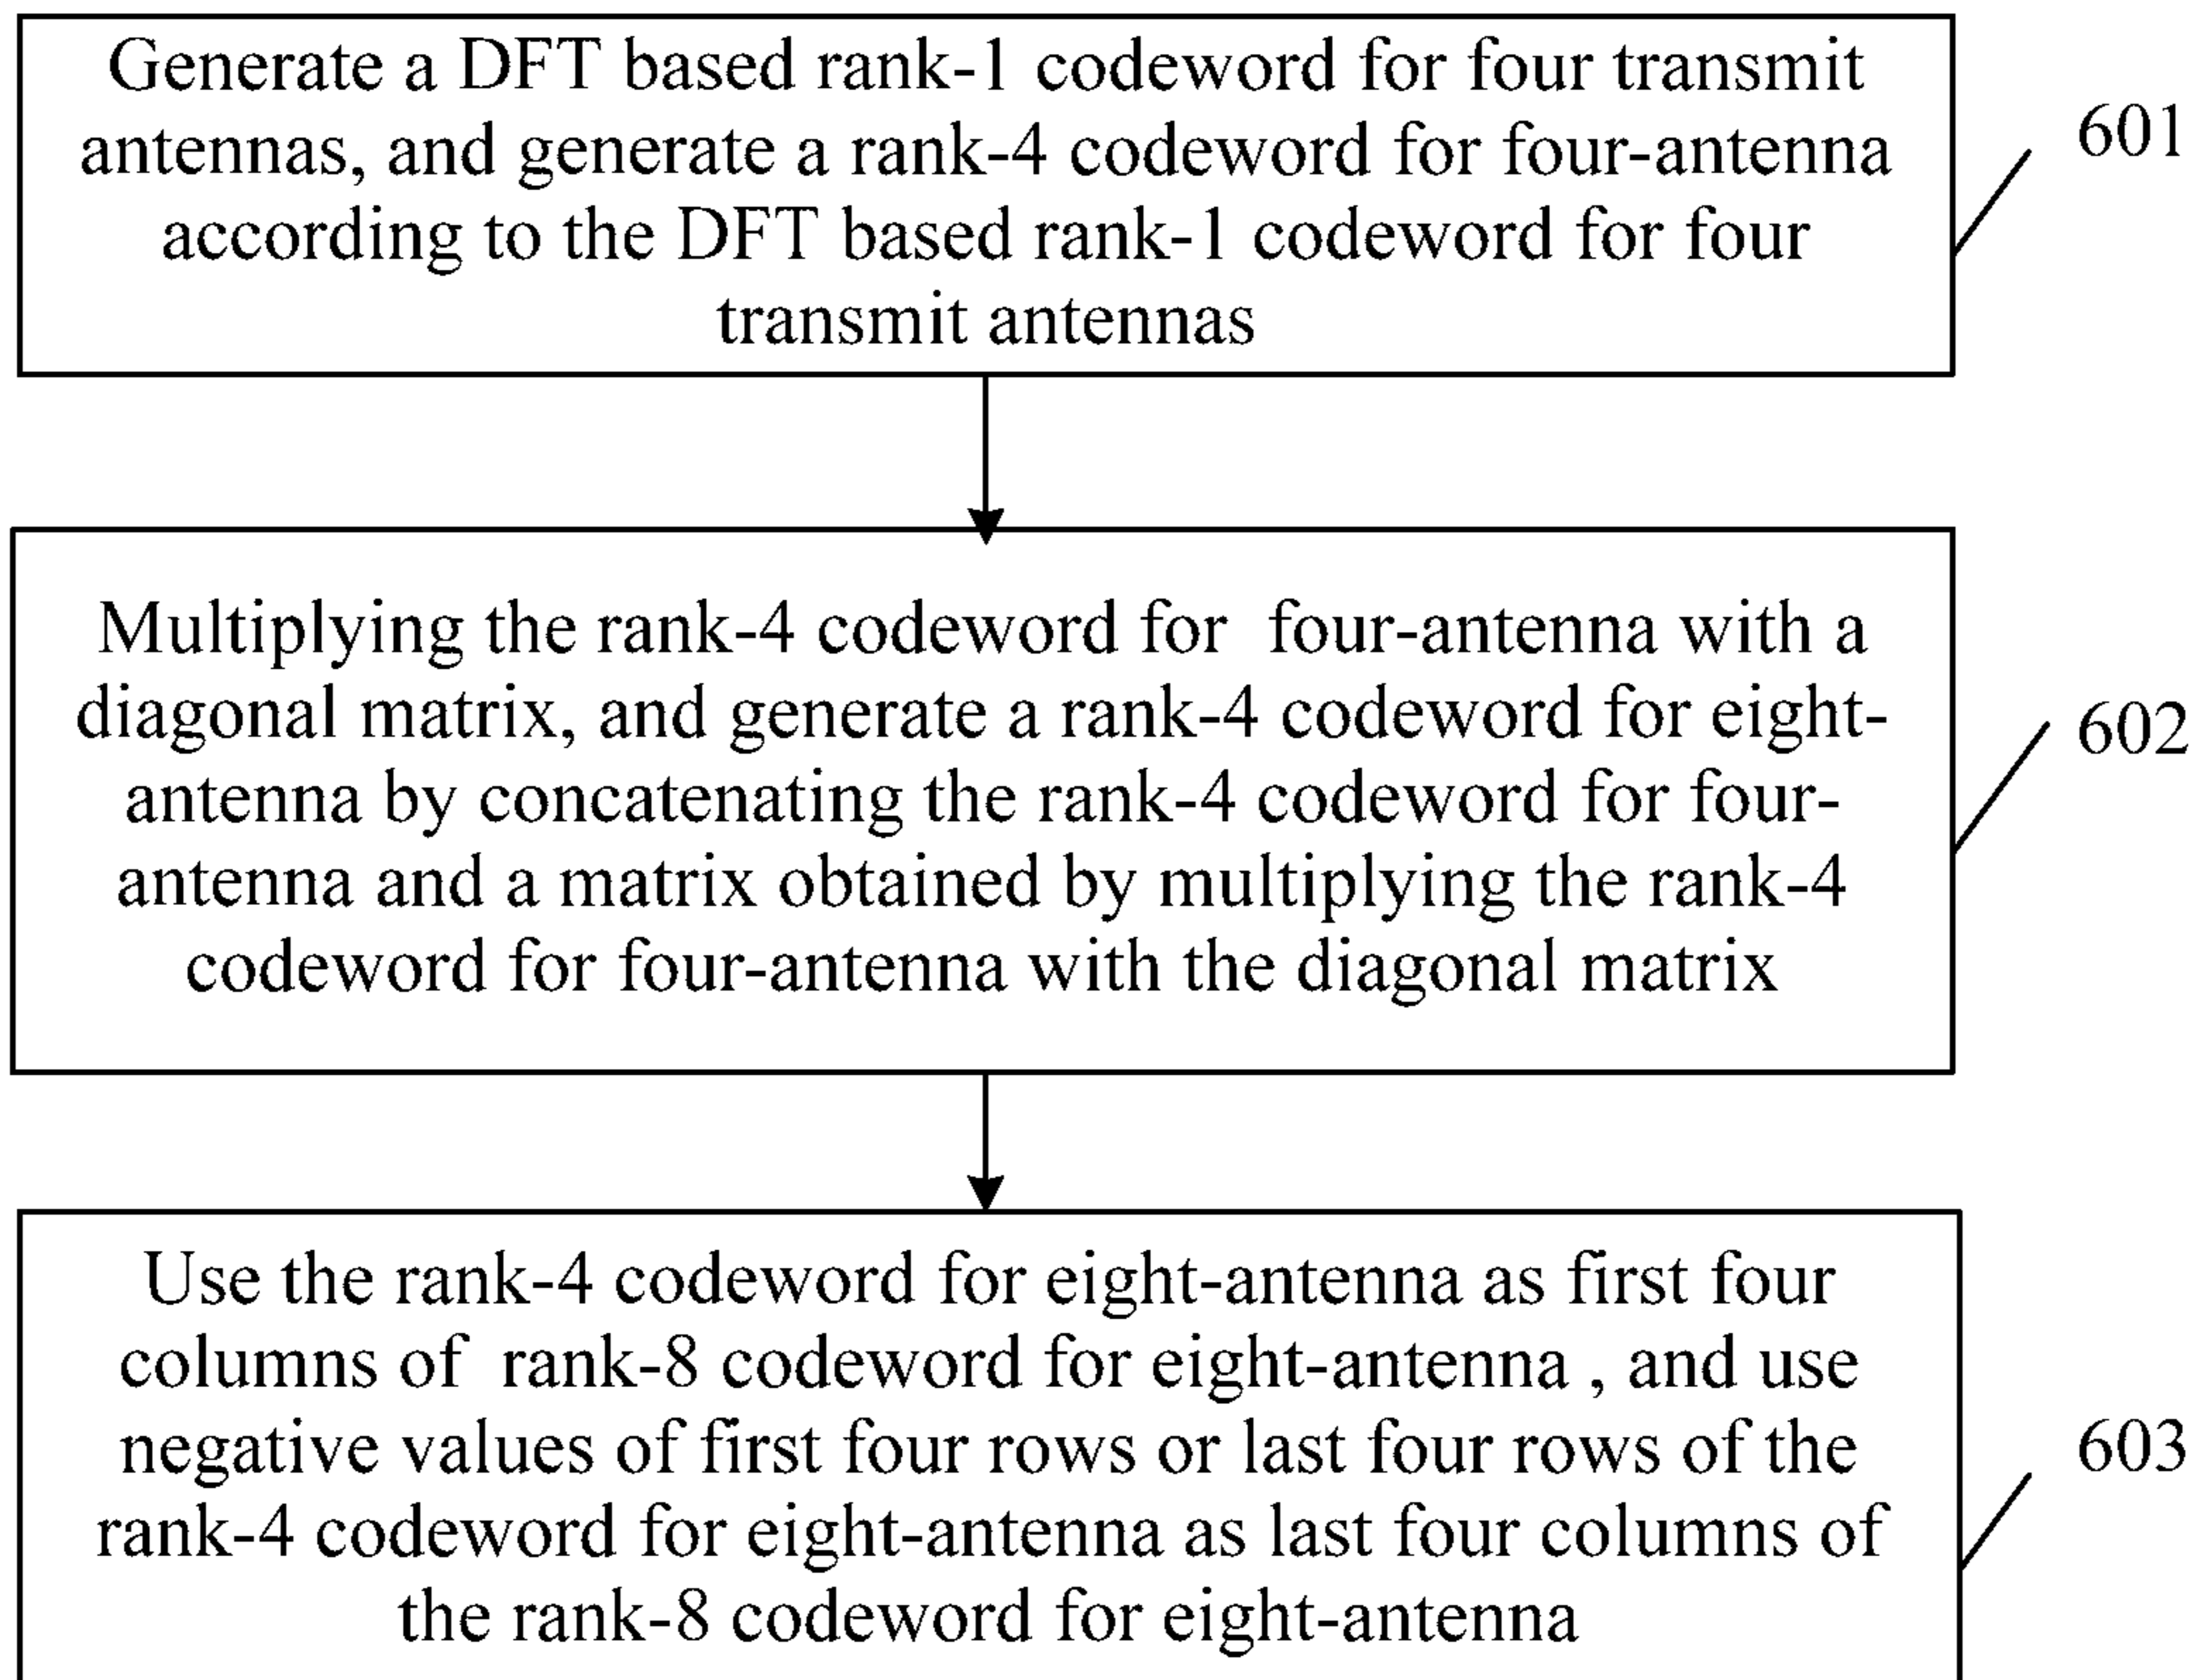 Generate a DFT based rank-1 codeword for four transmit
antennas, and generate a rank-4 codeword for four-antenna
according to the DFT based rank-1 codeword for four
transmit antennas
601
Multiplying the rank-4 codeword for four-antenna with a
diagonal matrix, and generate a rank-4 codeword for eight-
antenna by concatenating the rank-4 codeword for four-
antenna and a matrix obtained by multiplying the rank-4
codeword for four-antenna with the diagonal matrix
602
Use the rank-4 codeword for eight-antenna as first four
columns of rank-8 codeword for eight-antenna , and use
negative values of first four rows or last four rows of the
rank-4 codeword for eight-antenna as last four columns of
the rank-8 codeword for eight-antenna
603